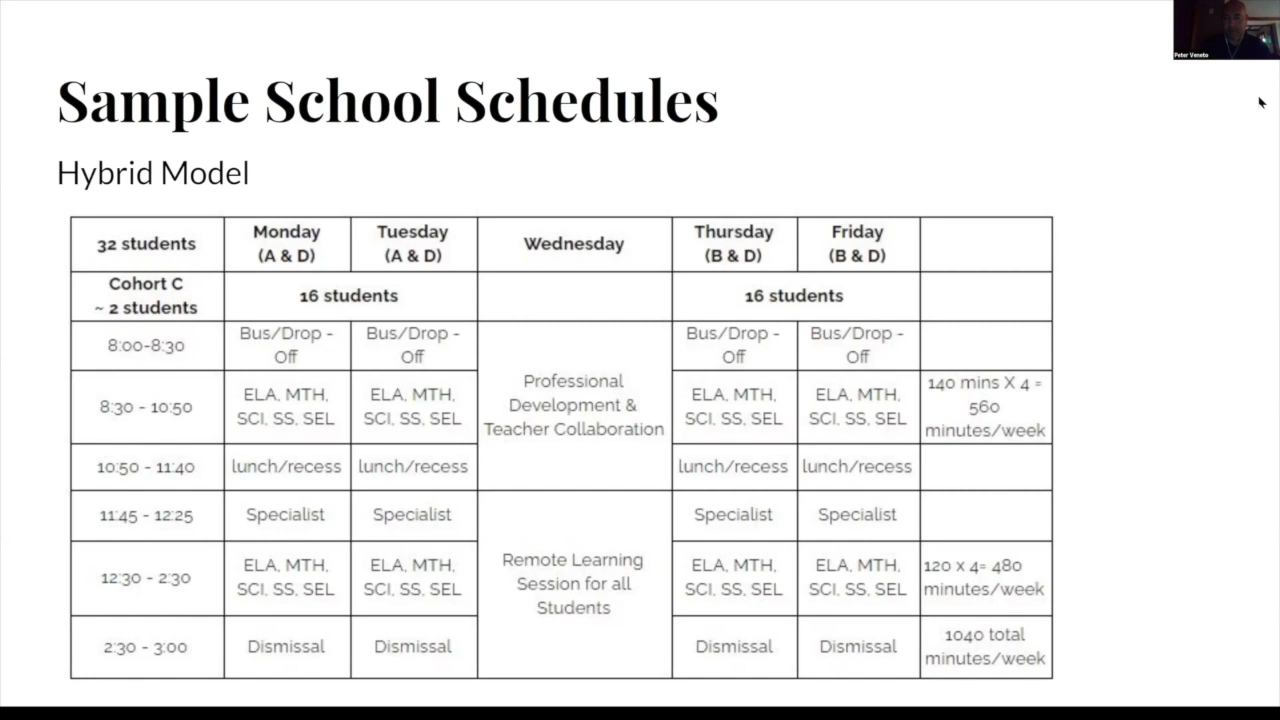 Peter Veneto
Sample School Schedules
Hybrid Model
32 students
Monday
(A & D)
Tuesday
(A & D)
Wednesday
Thursday
(B & D)
Friday
(B & D)
Cohort C
~ 2 students
16 students
16 students
8:00-8:30
Bus/Drop -
Off
Bus/Drop -
Off
Professional
Development &
Teacher Collaboration
Bus/Drop -
Off
Bus/Drop -
Off
8:30 - 10:50
ELA, MTH,
SCI, SS, SEL
ELA, MTH,
SCI, SS, SEL
ELA, MTH,
SCI, SS, SEL
ELA, MTH,
SCI, SS, SEL
140 mins X 4 =
560
minutes/week
10:50 - 11:40
lunch/recess
lunch/recess
lunch/recess
lunch/recess
11:45 - 12:25
Specialist
Specialist
Remote Learning
Session for all
Students
Specialist
Specialist
12:30 - 2:30
ELA, MTH,
SCI, SS, SEL
ELA, MTH,
SCI, SS, SEL
ELA, MTH,
SCI, SS, SEL
ELA, MTH,
SCI, SS, SEL
120 x 4= 480
minutes/week
2:30 - 3:00
Dismissal
Dismissal
Dismissal
Dismissal
1040 total
minutes/week